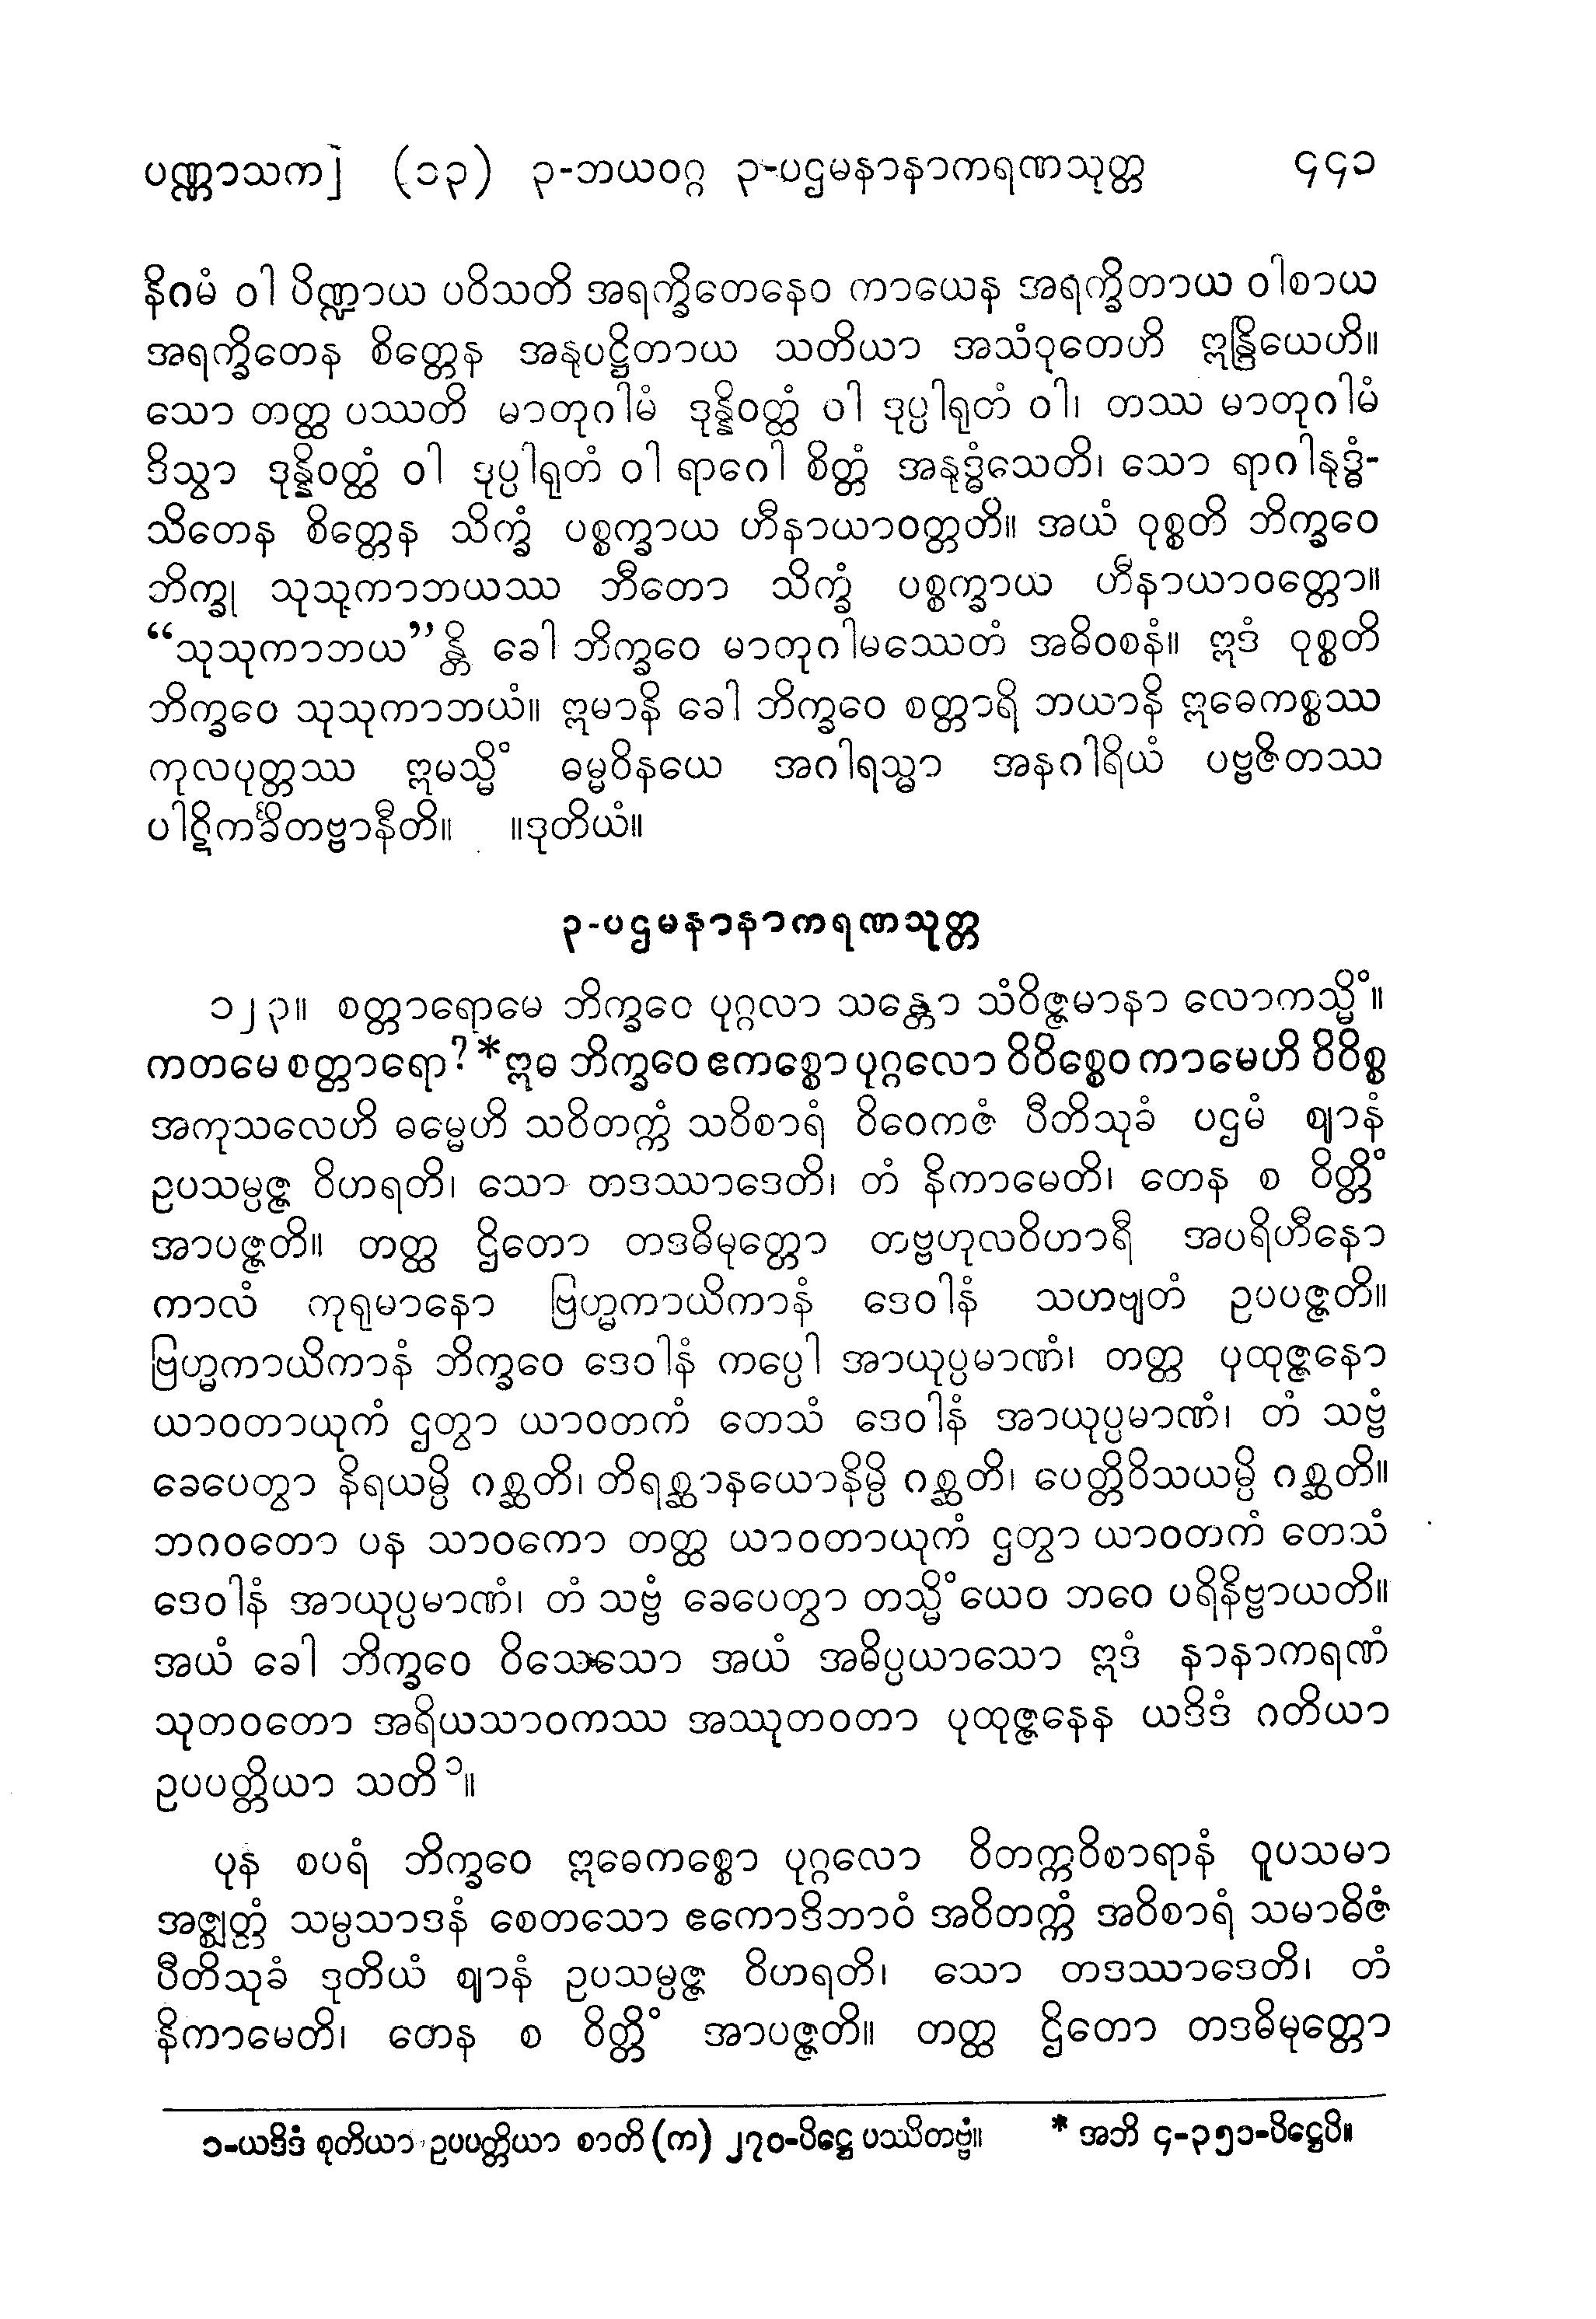 ပဏ္ဏာသက] (၁၃) ၃-ဘယဝဂ္ဂ ၃-ပဌမနာနာကရဏသုတ္တ ၄၄၁
နိဂမံ ဝါ ပိဏ္ဍာယ ပဝိသတိ အရက္ခိတေနေဝ ကာယေန အရက္ခိတာယ ဝါစာယ
အရက္ခိတေန စိတ္တေန အနုပဋ္ဌိတာယ သတိယာ အသံဝုတေဟိ ဣန္ဒြိယေဟိ။
သော တတ္ထ ပဿတိ မာတုဂါမံ ဒုန္နိဝတ္ထံ ဝါ ဒုပ္ပါရုတံ ဝါ၊ တဿ မာတုဂါမံ
ဒိသွာ ဒုန္နိဝတ္ထံ ဝါ ဒုပ္ပါရုတံ ဝါ ရာဂေါ စိတ္တံ အနုဒ္ဓံသေတိ၊ သော ရာဂါနုဒ္ဓံ-
သိတေန စိတ္တေန သိက္ခံ ပစ္စက္ခာယ ဟီနာယာဝတ္တတိ။ အယံ ဝုစ္စတိ ဘိက္ခဝေ
ဘိက္ခု သုသုကာဘယဿ ဘီတော သိက္ခံ ပစ္စက္ခာယ ဟီနာယာဝတ္တော။
“သုသုကာဘယ”န္တိ ခေါ ဘိက္ခဝေ မာတုဂါမဿေတံ အဓိဝစနံ။ ဣဒံ ဝုစ္စတိ
ဘိက္ခဝေ သုသုကာဘယံ။ ဣမာနိ ခေါ ဘိက္ခဝေ စတ္တာရိ ဘယာနိ ဣဓေကစ္စဿ
ကုလပုတ္တဿ ဣမသ္မိံ ဓမ္မဝိနယေ အဂါရသ္မာ အနဂါရိယံ ပဗ္ဗဇိတဿ
ပါဋိကင်္ခိတဗ္ဗာနီတိ။ ။ဒုတိယံ။
၃-ပဌမနာနာကရဏသုတ္တ
၁၂၃။ စတ္တာရောမေ ဘိက္ခဝေ ပုဂ္ဂလာ သန္တော သံဝိဇ္ဇမာနာ လောကသ္မိံ။
ကတမေ စတ္တာရော? *ဣဓ ဘိက္ခဝေ ဧကစ္စော ပုဂ္ဂလော ဝိဝိစ္စေဝ ကာမေဟိ ဝိဝိစ္စ
အကုသလေဟိ ဓမ္မေဟိ သဝိတက္ကံ သဝိစာရံ ဝိဝေကဇံ ပီတိသုခံ ပဌမံ ဈာနံ
ဥပသမ္ပဇ္ဇ ဝိဟရတိ၊ သော တဒဿာဒေတိ၊ တံ နိကာမေတိ၊ တေန စ ဝိတ္တိံ
အာပဇ္ဇတိ။ တတ္ထ ဌိတော တဒဓိမုတ္တော တဗ္ဗဟုလဝိဟာရီ အပရိဟီနော
ကာလံ ကုရုမာနော ဗြဟ္မကာယိကာနံ ဒေဝါနံ သဟဗျတံ ဥပပဇ္ဇတိ။
ဗြဟ္မကာယိကာနံ ဘိက္ခဝေ ဒေဝါနံ ကပ္ပေါ အာယုပ္ပမာဏံ၊ တတ္ထ ပုထုဇ္ဇနော
ယာဝတာယုကံ ဌတွာ ယာဝတကံ တေသံ ဒေဝါနံ အာယုပ္ပမာဏံ၊ တံ သဗ္ဗံ
ခေပေတွာ နိရယမ္ပိ ဂစ္ဆတိ၊ တိရစ္ဆာနယောနိမ္ပိ ဂစ္ဆတိ၊ ပေတ္တိဝိသယမ္ပိ ဂစ္ဆတိ။
ဘဂဝတော ပန သာဝကော တတ္ထ ယာဝတာယုကံ ဌတွာ ယာဝတကံ တေသံ
ဒေဝါနံ အာယုပ္ပမာဏံ၊ တံ သဗ္ဗံ ခေပေတွာ တသ္မိံယေဝ ဘဝေ ပရိနိဗ္ဗာယတိ။
အယံ ခေါ ဘိက္ခဝေ ဝိသေသော အယံ အဓိပ္ပယာသော ဣဒံ နာနာကရဏံ
သုတဝတော အရိယသာဝကဿ အဿုတဝတာ ပုထုဇ္ဇနေန ယဒိဒံ ဂတိယာ
ဥပပတ္တိယာ သတိ ၁။
ပုန စပရံ ဘိက္ခဝေ ဣဓေကစ္စော ပုဂ္ဂလော ဝိတက္ကဝိစာရာနံ ဝူပသမာ
အဇ္ဈတ္တံ သမ္ပသာဒနံ စေတသော ဧကောဒိဘာဝံ အဝိတက္ကံ အဝိစာရံ သမာဓိဇံ
ပီတိသုခံ ဒုတိယံ ဈာနံ ဥပသမ္ပဇ္ဇ ဝိဟရတိ၊ သော တဒဿာဒေတိ၊ တံ
နိကာမေတိ၊ တေန စ ဝိတ္တိံ အာပဇ္ဇတိ။ တတ္ထ ဌိတော တဒဓိမုတ္တော
၁-ယဒိဒံ စုတိယာ ဥပပတ္တိယာ စာတိ (က) ၂၇၀-ပိဋ္ဌေ ပဿိတဗ္ဗံ။ * အဘိ ၄-၃၅၁-ပိဋ္ဌေပိ။